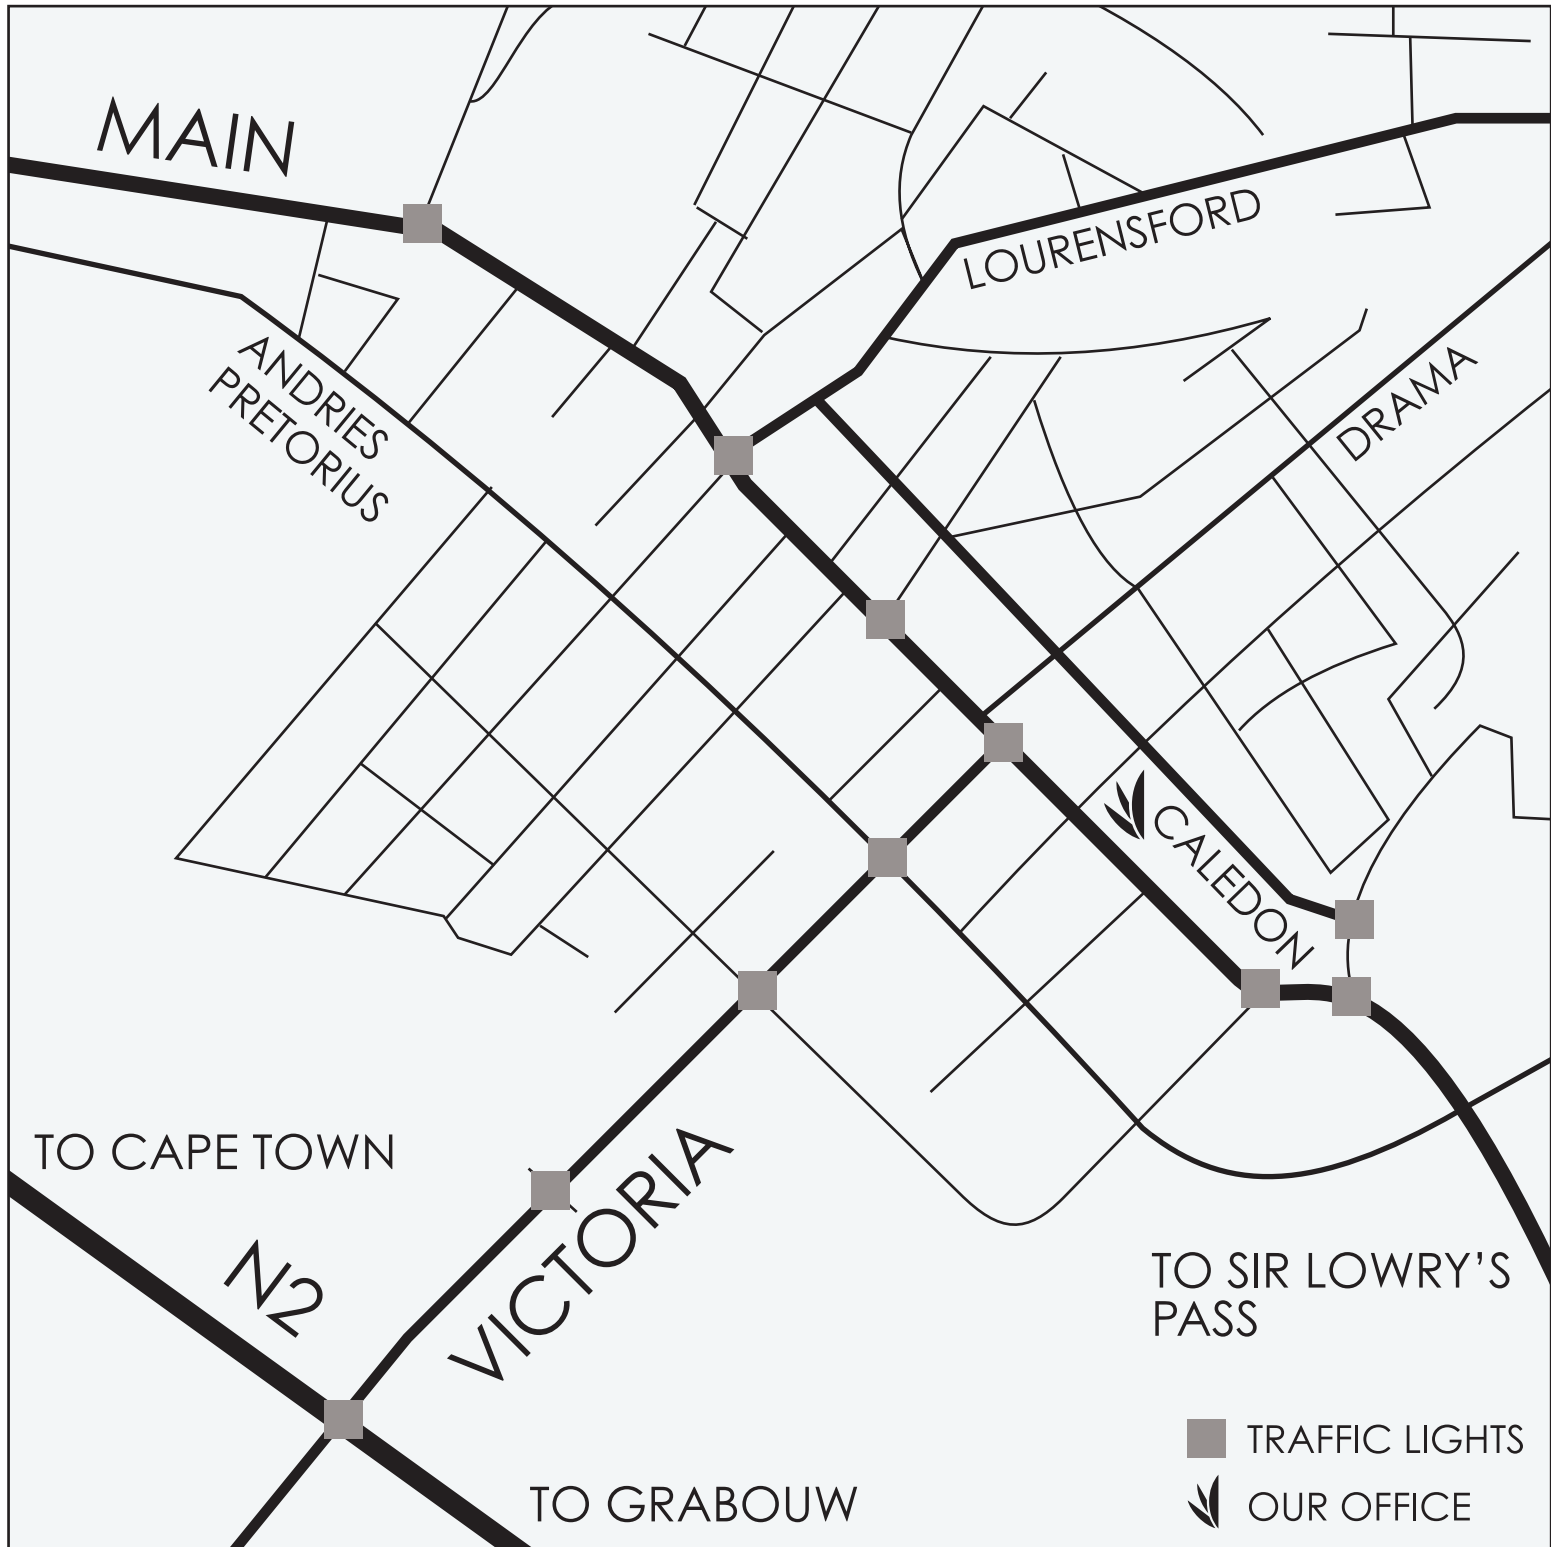 MAIN
LOURENSFORD
ANDRIES
PRETORIUS
DRAMA
CALEDON
TO CAPE TOWN
N2
VICTORIA
TO SIR LOWRY'S
PASS
TRAFFIC LIGHTS
TO GRABOUW
OUR OFFICE